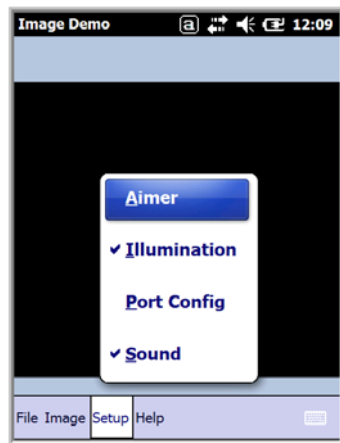 Image Demo a 12:09
Aimer
Illumination
Port Config
Sound
File Image Setup Help